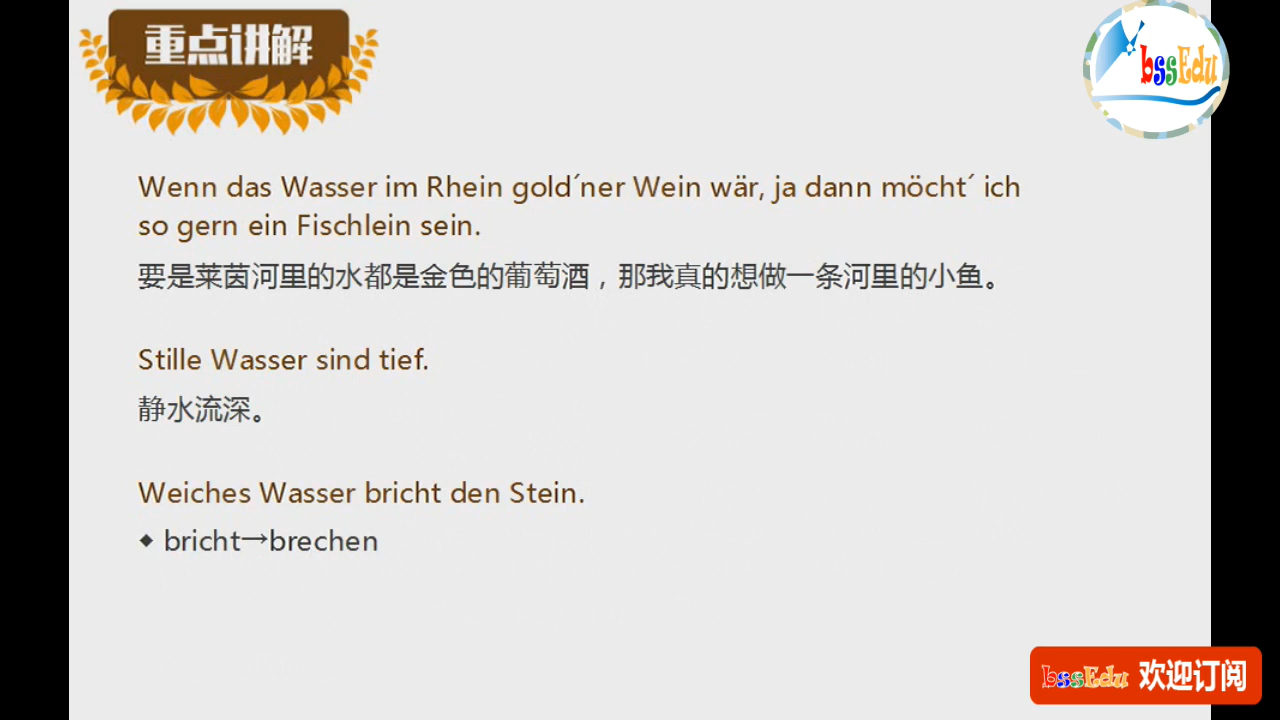 重点讲解
bssEdu
Wenn das Wasser im Rhein gold´ner Wein wär, ja dann möcht´ ich
so gern ein Fischlein sein.
要是莱茵河里的水都是金色的葡萄酒，那我真的想做一条河里的小鱼。
Stille Wasser sind tief.
静水流深。
Weiches Wasser bricht den Stein.
◆ bricht→brechen
bssEdu 欢迎订阅